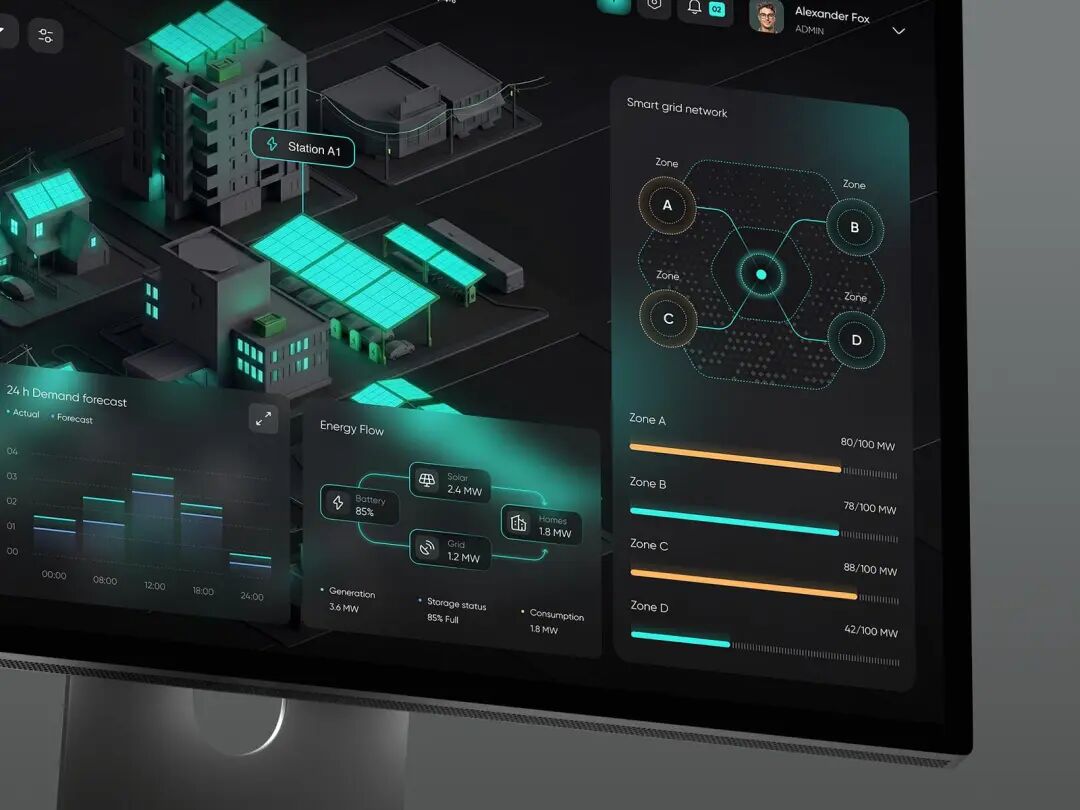 02
Alexander Fox
ADMIN
Station A1
Smart grid network
Zone
A
Zone
B
Zone
C
Zone
D
Zone A
80/100 MW
Zone B
78/100 MW
Zone C
88/100 MW
Zone D
42/100 MW
24 h Demand forecast
Actual
Forecast
04
03
02
01
00
00:00
08:00
12:00
18:00
24:00
Energy Flow
Battery
85%
Solar
2.4 MW
Grid
1.2 MW
Homes
1.8 MW
Generation
3.6 MW
Storage status
85% Full
Consumption
1.8 MW